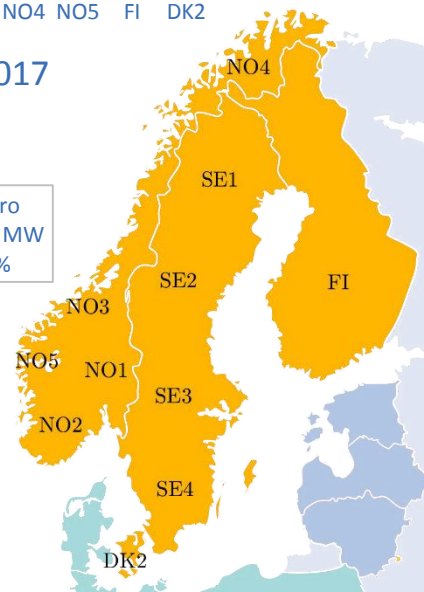 NO4 NO5 FI DK2
017
ro
MW
%
NO4
SE1
SE2
FI
NO3
NO5
NO1
SE3
NO2
SE4
DK2